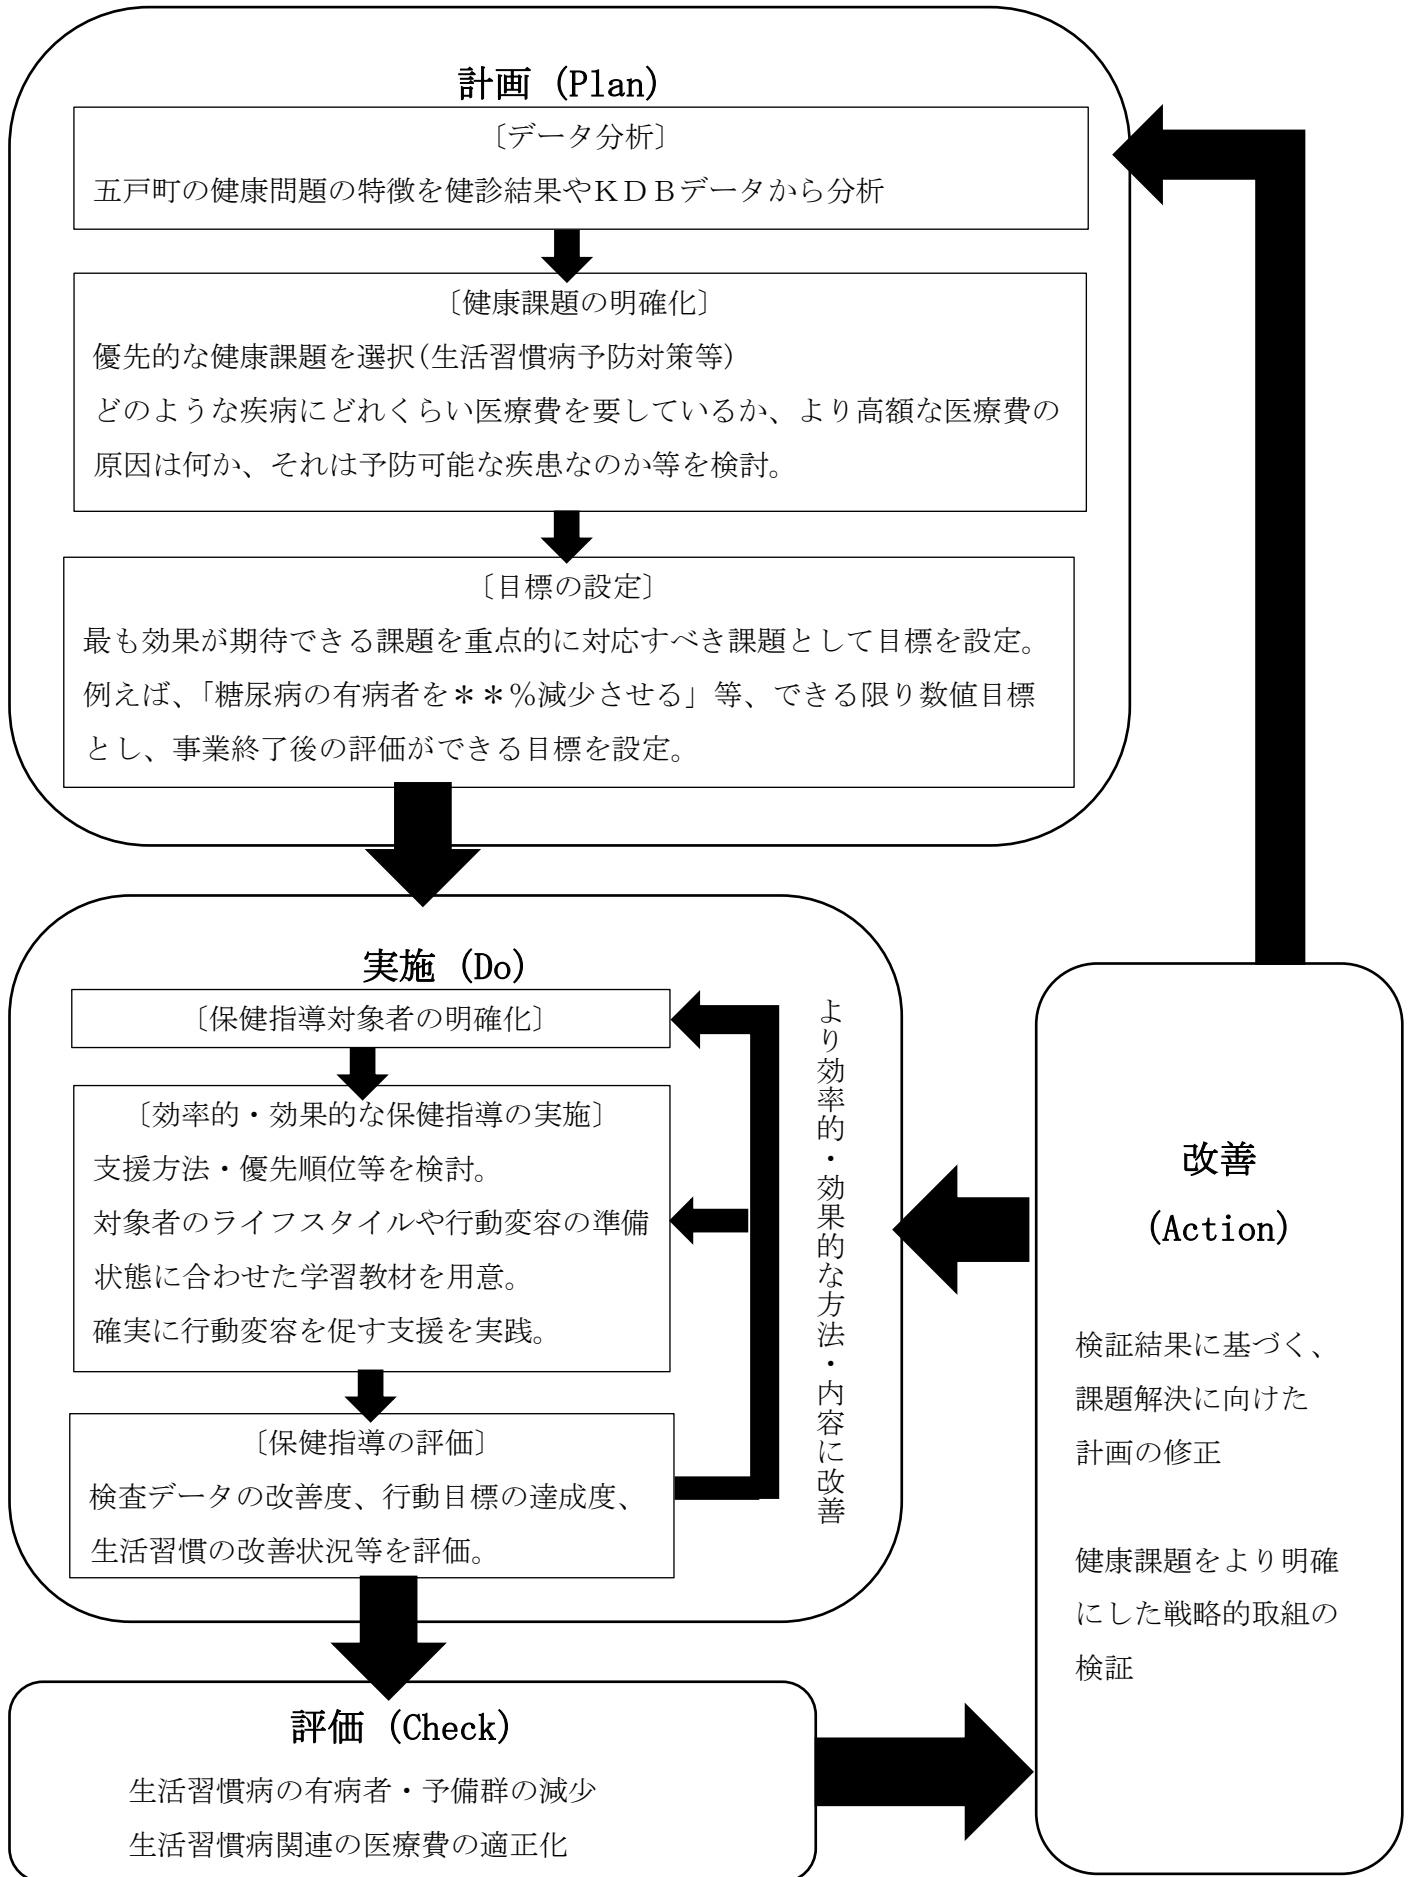 計画 (Plan)
〔データ分析〕
五戸町の健康問題の特徴を健診結果やＫＤＢデータから分析
〔健康課題の明確化〕
優先的な健康課題を選択(生活習慣病予防対策等)
どのような疾病にどれくらい医療費を要しているか、より高額な医療費の
原因は何か、それは予防可能な疾患なのか等を検討。
〔目標の設定〕
最も効果が期待できる課題を重点的に対応すべき課題として目標を設定。
例えば、「糖尿病の有病者を＊＊％減少させる」等、できる限り数値目標
とし、事業終了後の評価ができる目標を設定。
実施 (Do)
〔保健指導対象者の明確化〕
〔効率的・効果的な保健指導の実施〕
支援方法・優先順位等を検討。
対象者のライフスタイルや行動変容の準備
状態に合わせた学習教材を用意。
確実に行動変容を促す支援を実践。
〔保健指導の評価〕
検査データの改善度、行動目標の達成度、
生活習慣の改善状況等を評価。
より効率的・効果的な方法・内容に改善
評価 (Check)
生活習慣病の有病者・予備群の減少
生活習慣病関連の医療費の適正化
改善
(Action)
検証結果に基づく、
課題解決に向けた
計画の修正
健康課題をより明確
にした戦略的取組の
検証